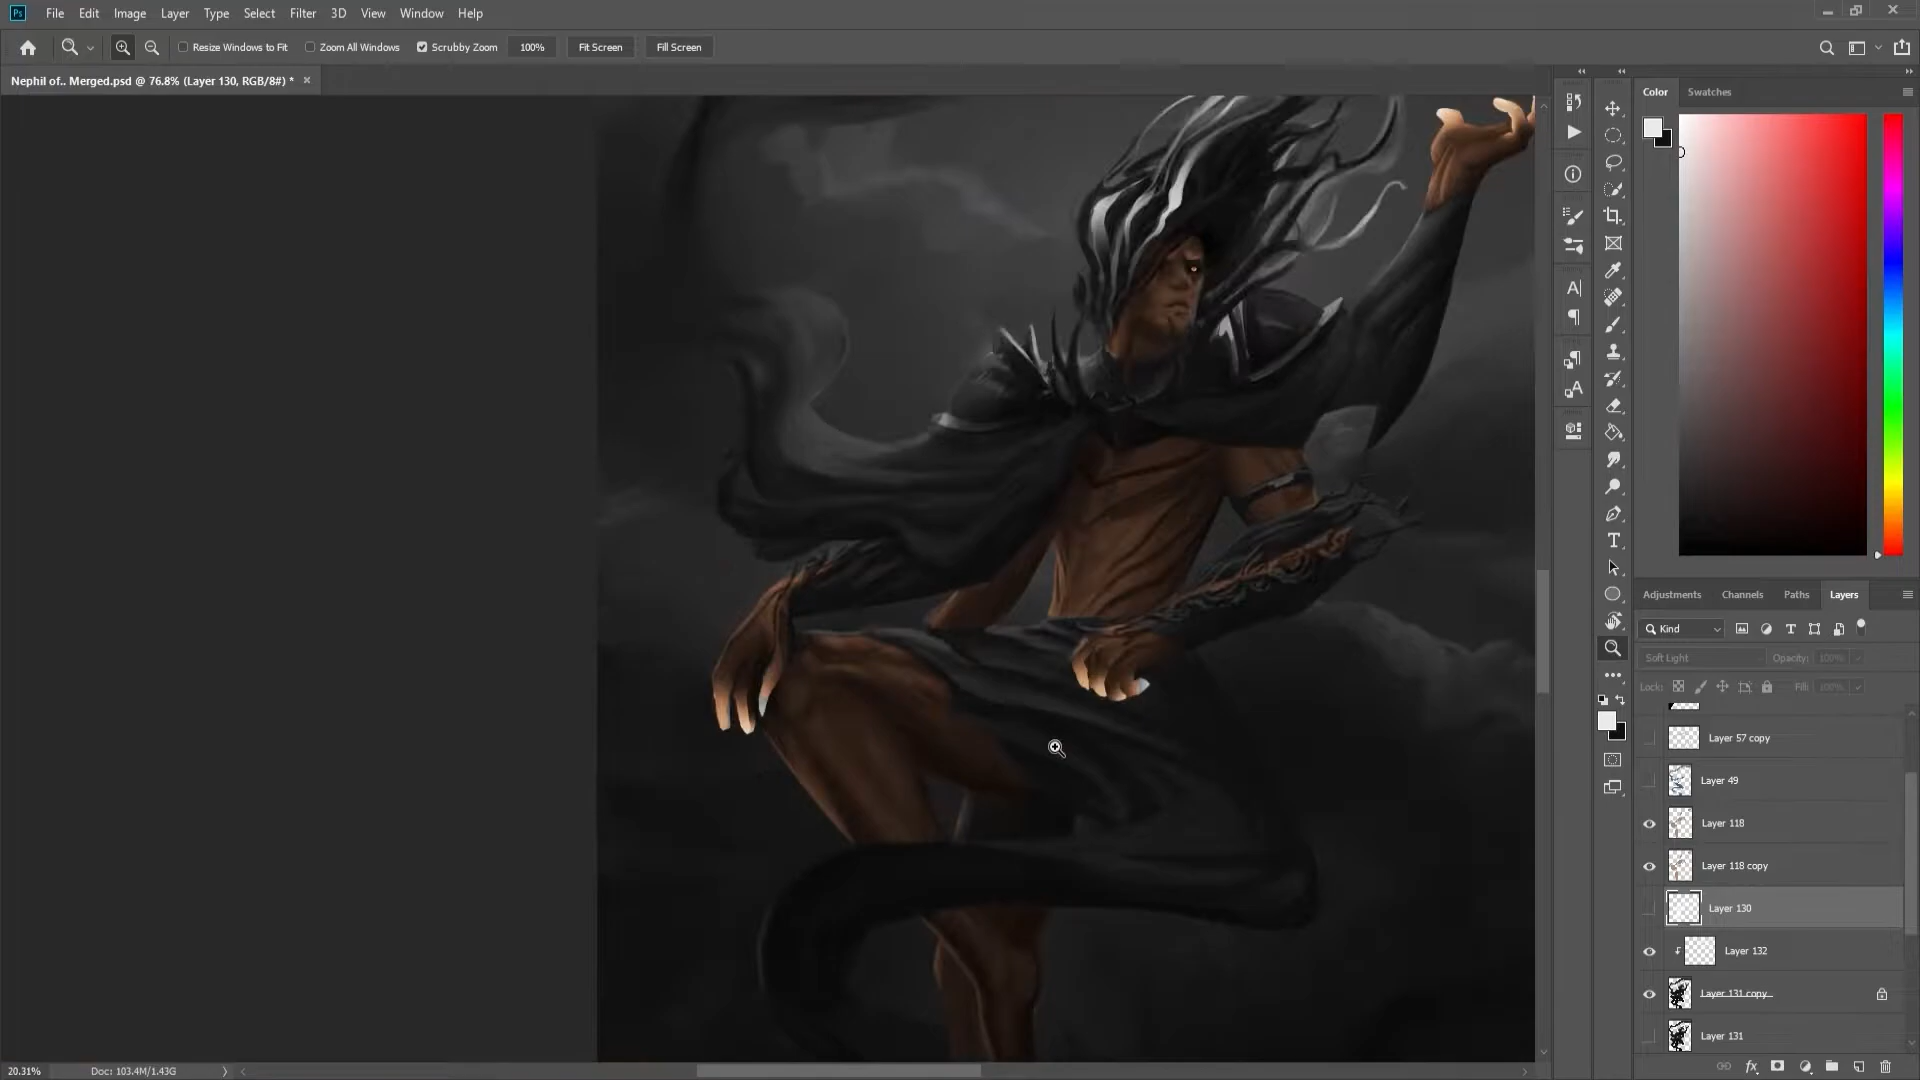 Ps File Edit Image Layer Type Select Filter 3D View Window Help
Resize Windows to Fit Zoom All Windows Scrubby Zoom 100% Fit Screen Fill Screen
Nephil of.. Merged.psd @ 76.8% (Layer 130, RGB/8#) * ×
Color Swatches
Adjustments Channels Paths Layers
Kind
Soft Light Opacity: 100%
Lock: Fill: 100%
Layer 57 copy
Layer 49
Layer 118
Layer 118 copy
Layer 130
Layer 132
Layer 131 copy
Layer 131
20.31% Doc: 103.4M/1.43G